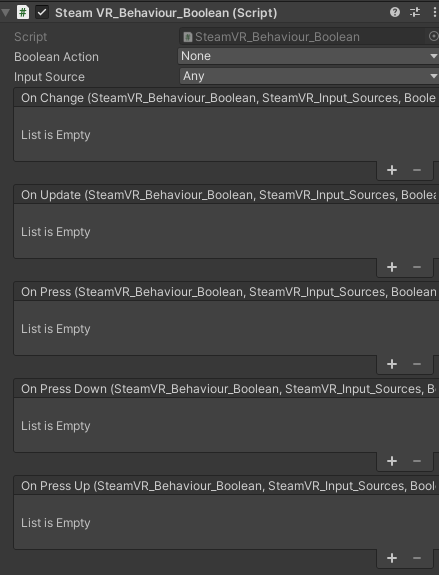 Steam VR_Behaviour_Boolean (Script)
Script SteamVR_Behaviour_Boolean
Boolean Action None
Input Source Any
On Change (SteamVR_Behaviour_Boolean, SteamVR_Input_Sources, Boole
List is Empty
+ −
On Update (SteamVR_Behaviour_Boolean, SteamVR_Input_Sources, Boolea
List is Empty
+ −
On Press (SteamVR_Behaviour_Boolean, SteamVR_Input_Sources, Boolean
List is Empty
+ −
On Press Down (SteamVR_Behaviour_Boolean, SteamVR_Input_Sources, Bo
List is Empty
+ −
On Press Up (SteamVR_Behaviour_Boolean, SteamVR_Input_Sources, Bool
List is Empty
+ −